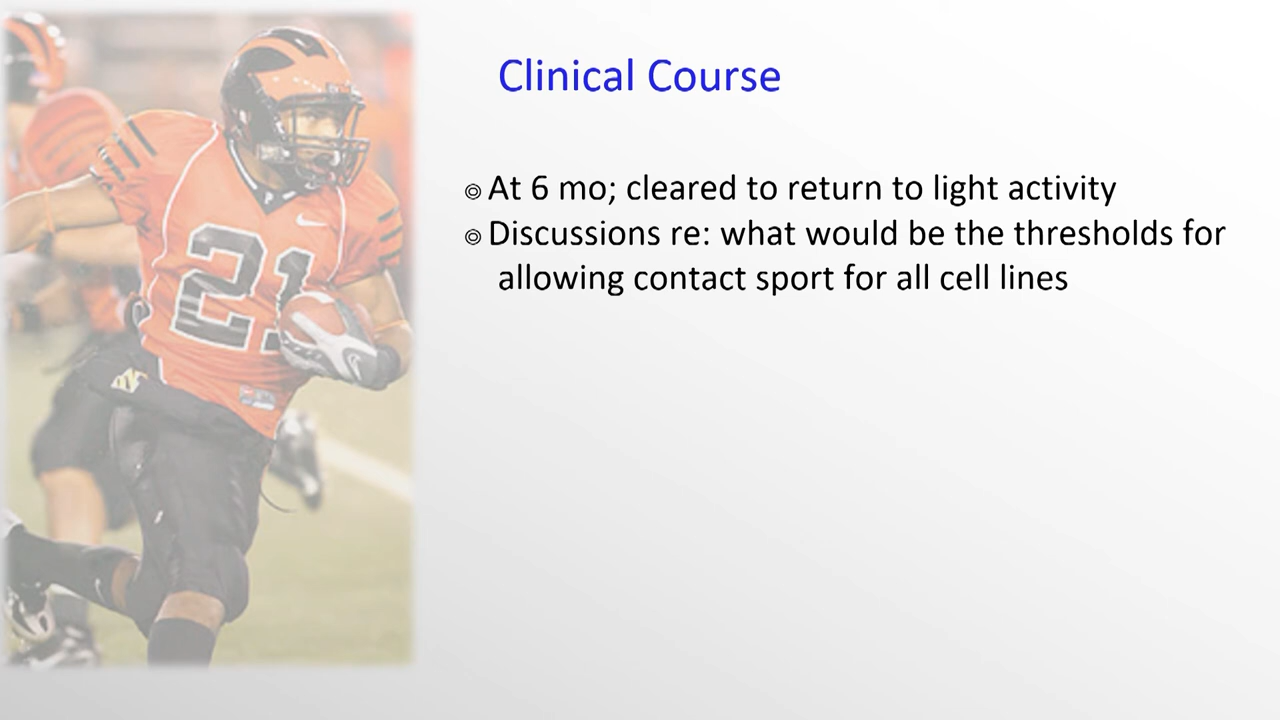 Clinical Course
⌾ At 6 mo; cleared to return to light activity
⌾ Discussions re: what would be the thresholds for
allowing contact sport for all cell lines
21
P